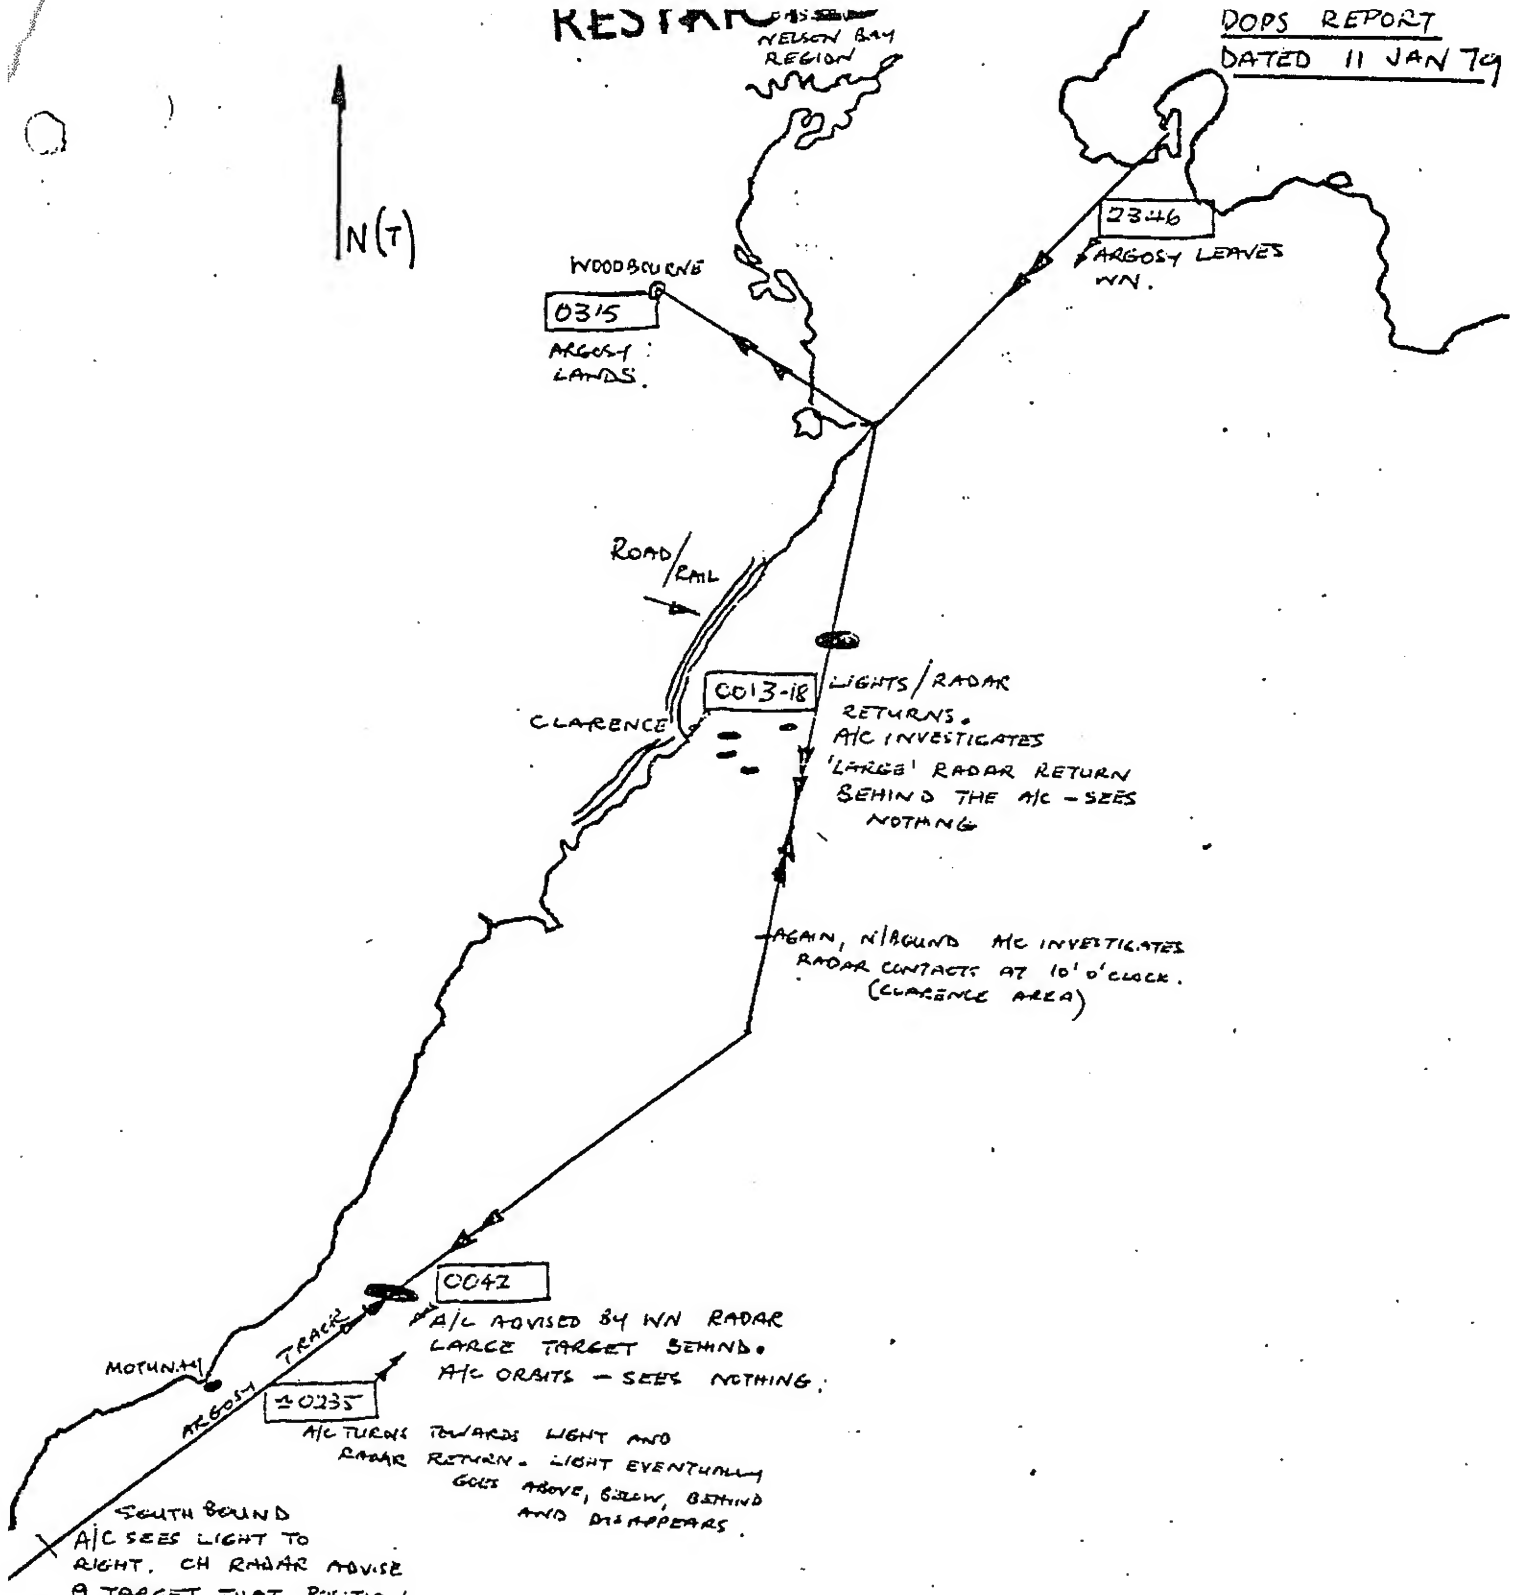 DOPS REPORT
DATED 11 JAN 79
NELSON BAY
REGION
N(T)
2346
ARGOSY LEAVES
WN.
WOODBOURNE
0315
ARGOSY
LANDS.
ROAD/
RAIL
CLARENCE
0013-18
LIGHTS/RADAR
RETURNS.
A/C INVESTIGATES
'LARGE' RADAR RETURN
BEHIND THE A/C - SEES
NOTHING
AGAIN, N/BOUND A/C INVESTIGATES
RADAR CONTACTS AT 10'O'CLOCK.
(CLARENCE AREA)
0042
A/C ADVISED BY WN RADAR
LARGE TARGET BEHIND.
A/C ORBITS - SEES NOTHING.
MOTUNAU
ARGOSY TRACK
±0235
A/C TURNS TOWARDS LIGHT AND
RADAR RETURN. LIGHT EVENTUALLY
GOES ABOVE, BELOW, BEHIND
AND DISAPPEARS.
SOUTH BOUND
A/C SEES LIGHT TO
RIGHT. CH RADAR ADVISE
A TARGET THAT POSITION